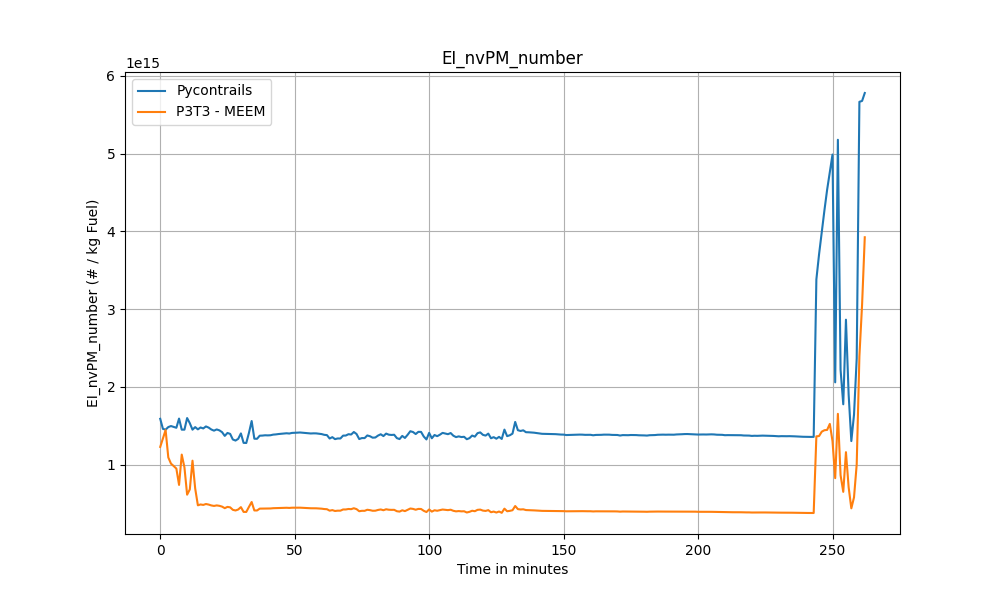 EI_nvPM_number
1e15
Pycontrails
P3T3 - MEEM
6
5
4
3
2
1
EI_nvPM_number (# / kg Fuel)
0 50 100 150 200 250
Time in minutes